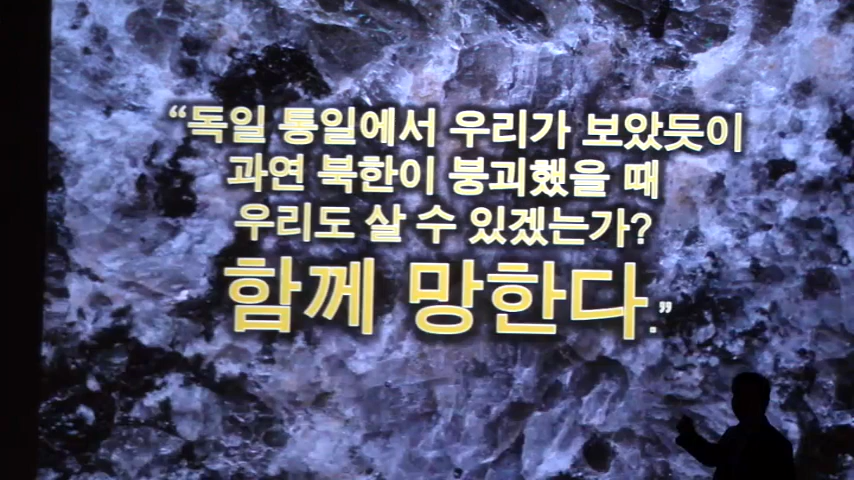 “독일 통일에서 우리가 보았듯이
과연 북한이 붕괴했을 때
우리도 살 수 있겠는가?
함께 망한다.”